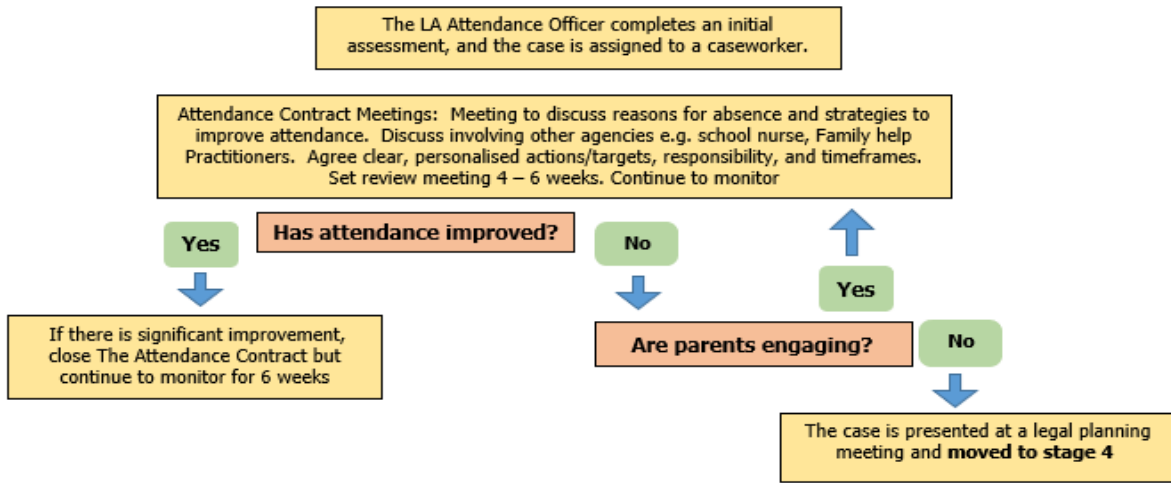 The LA Attendance Officer completes an initial
assessment, and the case is assigned to a caseworker.
Attendance Contract Meetings:  Meeting to discuss reasons for absence and strategies to
improve attendance.  Discuss involving other agencies e.g. school nurse, Family help
Practitioners.  Agree clear, personalised actions/targets, responsibility, and timeframes.
Set review meeting 4 – 6 weeks. Continue to monitor
Has attendance improved?
Yes
No
If there is significant improvement,
close The Attendance Contract but
continue to monitor for 6 weeks
Are parents engaging?
Yes
No
The case is presented at a legal planning
meeting and moved to stage 4